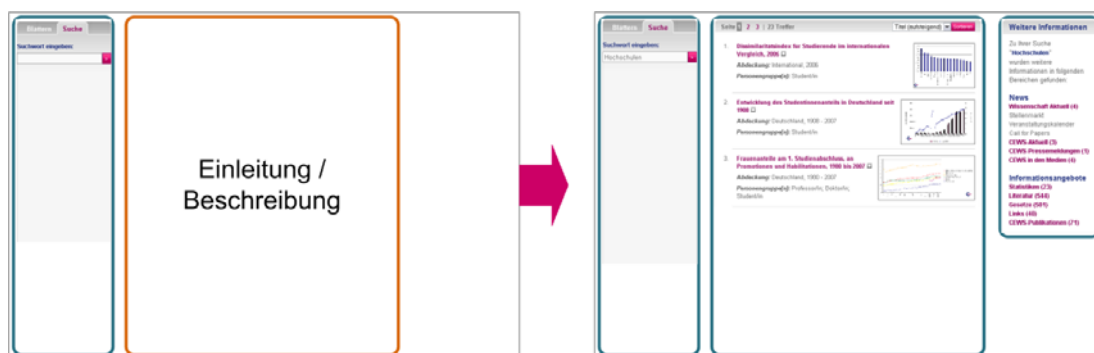 Blättern Suche
Suchwort eingeben:
Einleitung /
Beschreibung
Blättern Suche
Suchwort eingeben:
Hochschulen
Seite 1 2 3 | 23 Treffer
Titel (aufsteigend) Sortieren
1. Dissimilaritätsindex für Studierende im internationalen
Vergleich, 2006
Abdeckung: International, 2006
Personengruppe(n): StudentIn
2. Entwicklung des Studentinnenanteils in Deutschland seit
1908
Abdeckung: Deutschland, 1908 - 2007
Personengruppe(n): StudentIn
3. Frauenanteile am 1. Studienabschluss, an
Promotionen und Habilitationen, 1980 bis 2007
Abdeckung: Deutschland, 1980 - 2007
Personengruppe(n): ProfessorIn, DoktorIn,
StudentIn
Weitere Informationen
Zu Ihrer Suche
"Hochschulen"
wurden weitere
Informationen in folgenden
Bereichen gefunden
News
Wissenschaft Aktuell (4)
Stellenmarkt
Veranstaltungskalender
Call for Papers
CEWS-Aktuell (3)
CEWS-Pressemeldungen (1)
CEWS in den Medien (4)
Informationsangebote
Statistiken (23)
Literatur (544)
Gesetze (501)
Links (48)
CEWS-Publikationen (71)